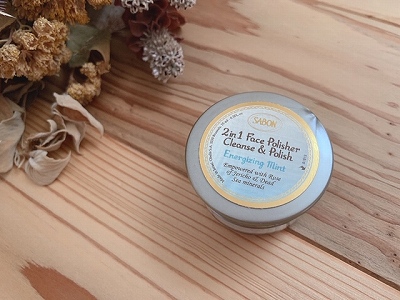 SABON
2in1 Face Polisher
Cleanse & Polish
Energizing Mint
Empowered with Rose
of Jericho & Dead
Sea minerals